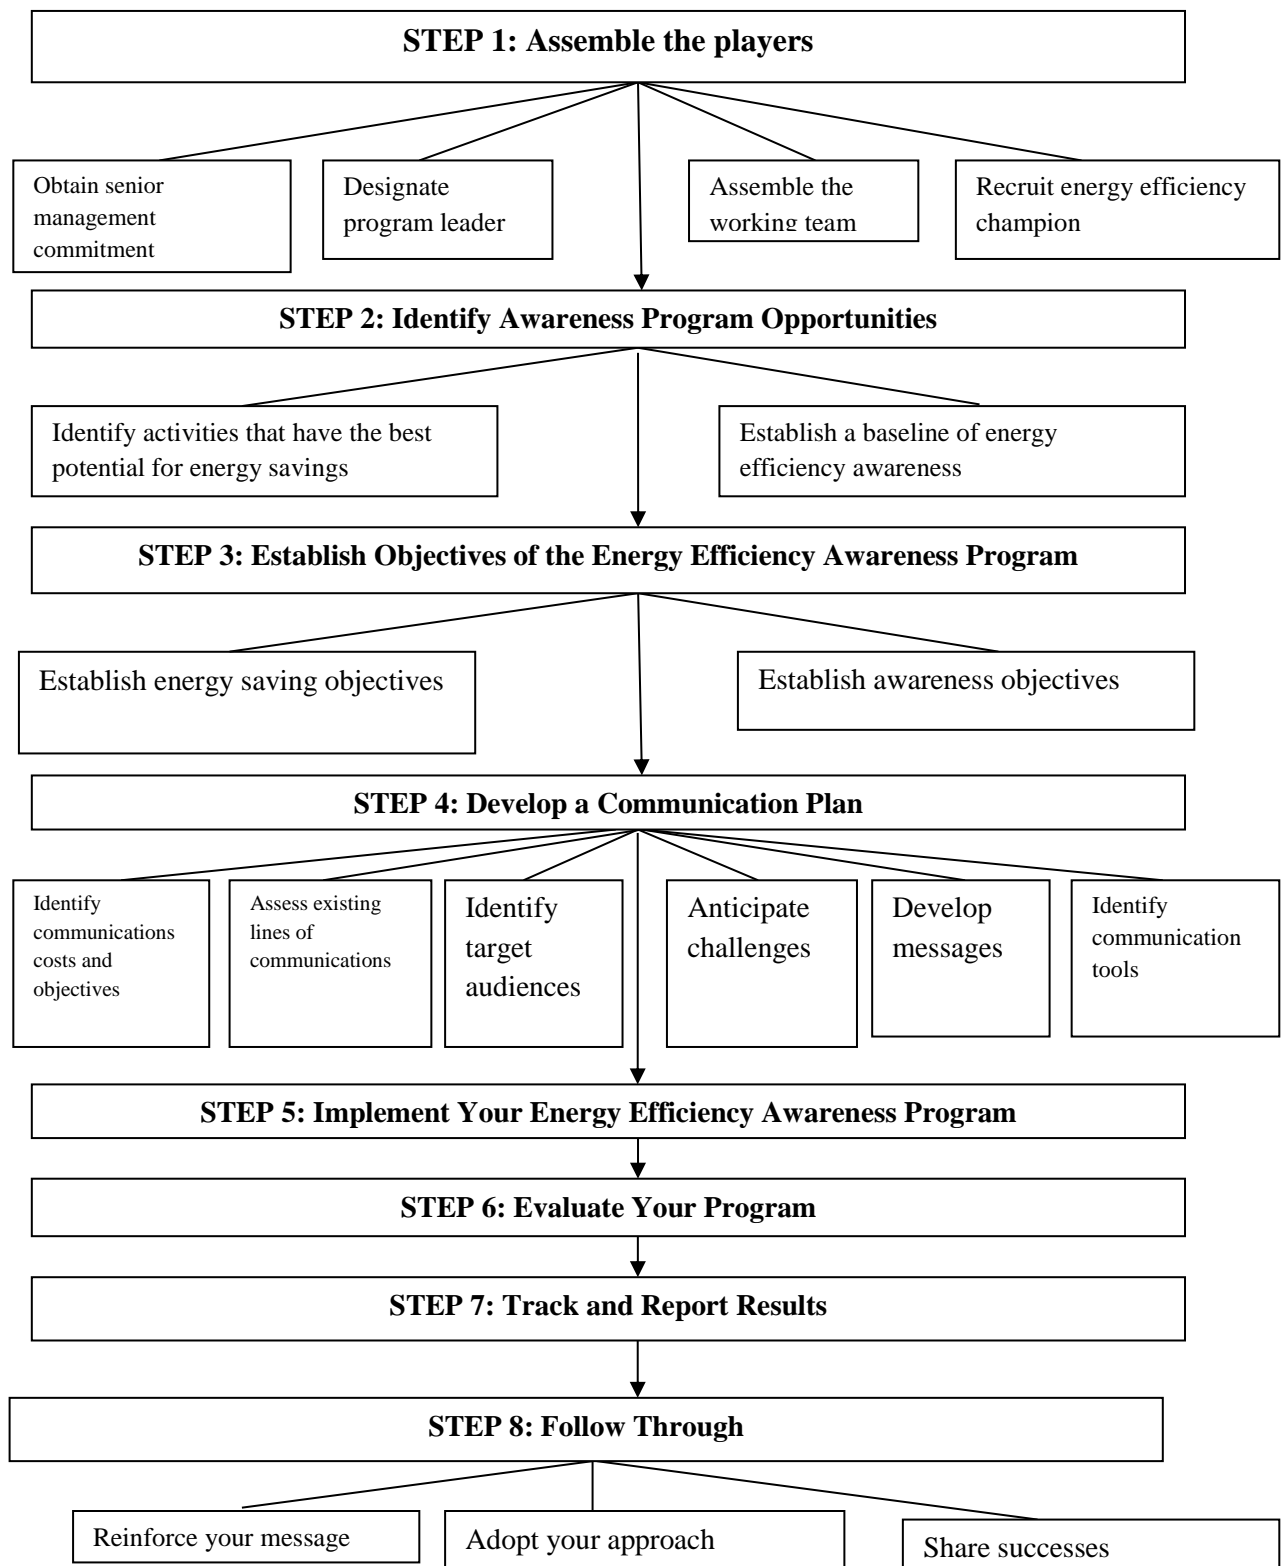 STEP 1: Assemble the players
Obtain senior
management
commitment
Designate
program leader
Assemble the
working team
Recruit energy efficiency
champion
STEP 2: Identify Awareness Program Opportunities
Identify activities that have the best
potential for energy savings
Establish a baseline of energy
efficiency awareness
STEP 3: Establish Objectives of the Energy Efficiency Awareness Program
Establish energy saving objectives
Establish awareness objectives
STEP 4: Develop a Communication Plan
Identify
communications
costs and
objectives
Assess existing
lines of
communications
Identify
target
audiences
Anticipate
challenges
Develop
messages
Identify
communication
tools
STEP 5: Implement Your Energy Efficiency Awareness Program
STEP 6: Evaluate Your Program
STEP 7: Track and Report Results
STEP 8: Follow Through
Reinforce your message
Adopt your approach
Share successes